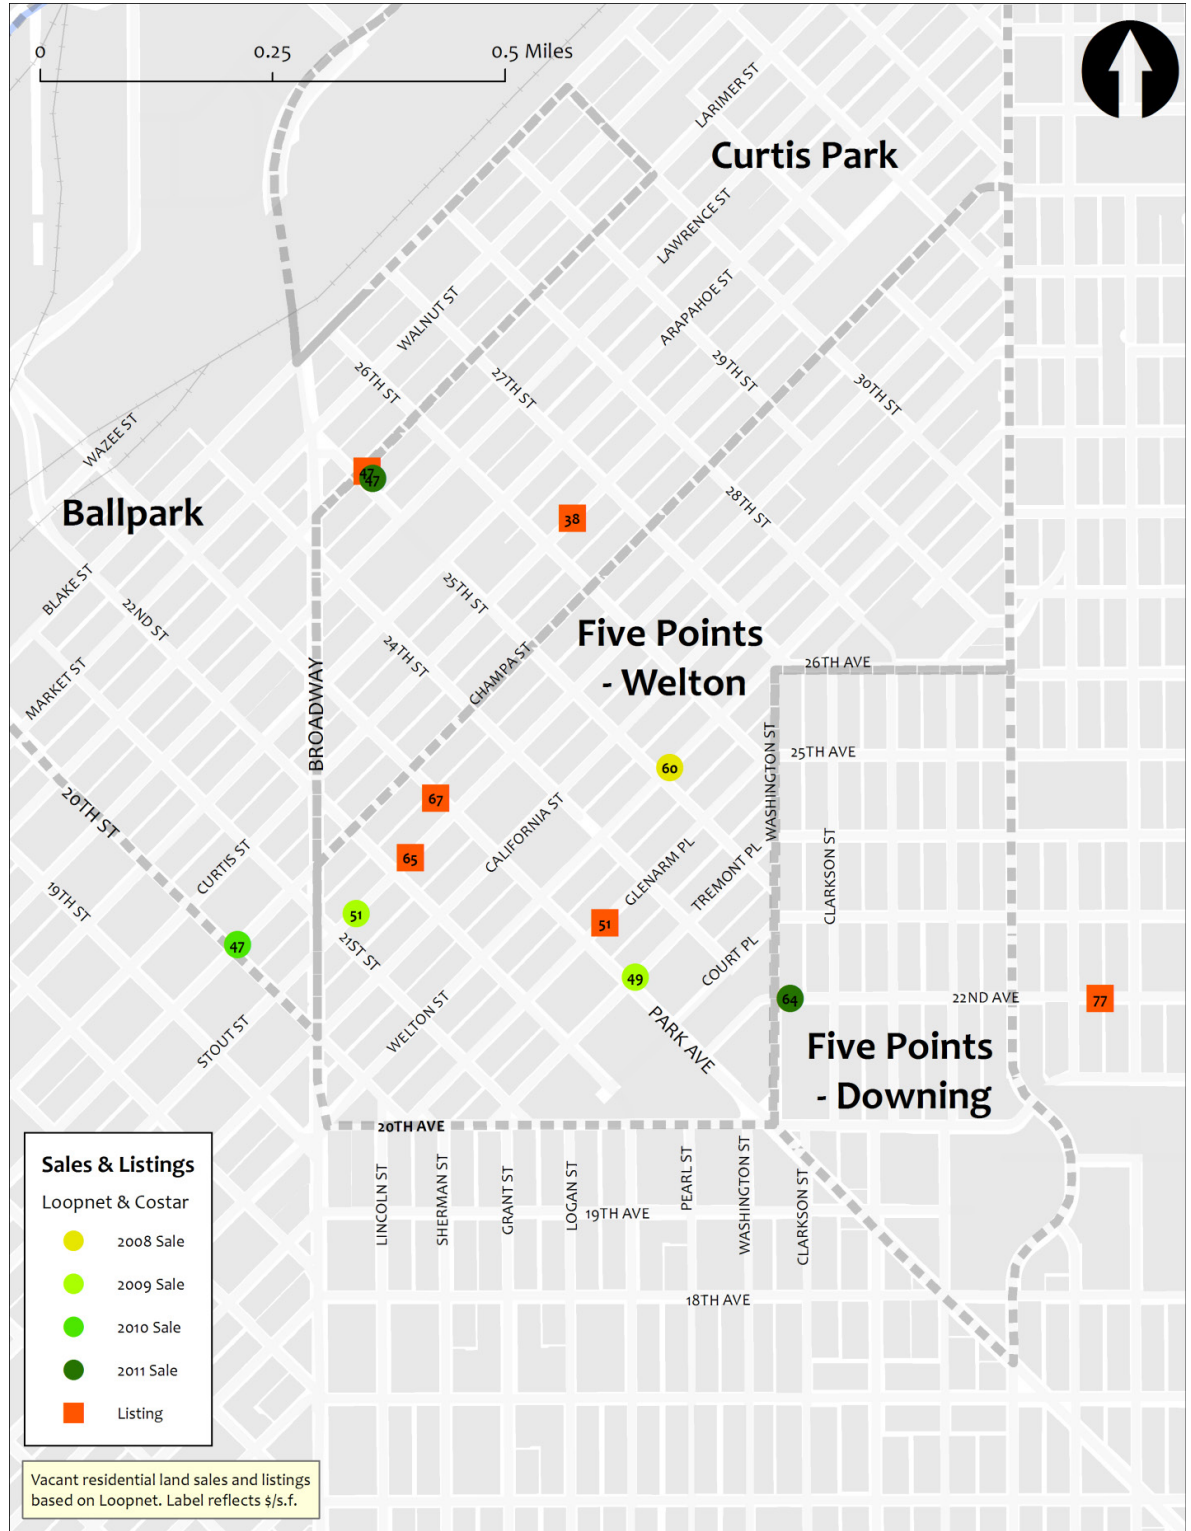 0
0.25
0.5 Miles
LARIMER ST
Curtis Park
LAWRENCE ST
ARAPAHOE ST
WALNUT ST
26TH ST
27TH ST
29TH ST
30TH ST
WAZEE ST
47
47
Ballpark
38
28TH ST
BLAKE ST
22ND ST
25TH ST
24TH ST
CHAMPA ST
Five Points
- Welton
26TH AVE
MARKET ST
BROADWAY
WASHINGTON ST
25TH AVE
60
20TH ST
67
CALIFORNIA ST
65
CURTIS ST
GLENARM PL
TREMONT PL
CLARKSON ST
19TH ST
51
51
47
21ST ST
49
COURT PL
64
22ND AVE
77
STOUT ST
WELTON ST
PARK AVE
Five Points
- Downing
20TH AVE
LINCOLN ST
SHERMAN ST
GRANT ST
LOGAN ST
19TH AVE
PEARL ST
WASHINGTON ST
CLARKSON ST
18TH AVE
Sales & Listings
Loopnet & Costar
2008 Sale
2009 Sale
2010 Sale
2011 Sale
Listing
Vacant residential land sales and listings
based on Loopnet. Label reflects $/s.f.